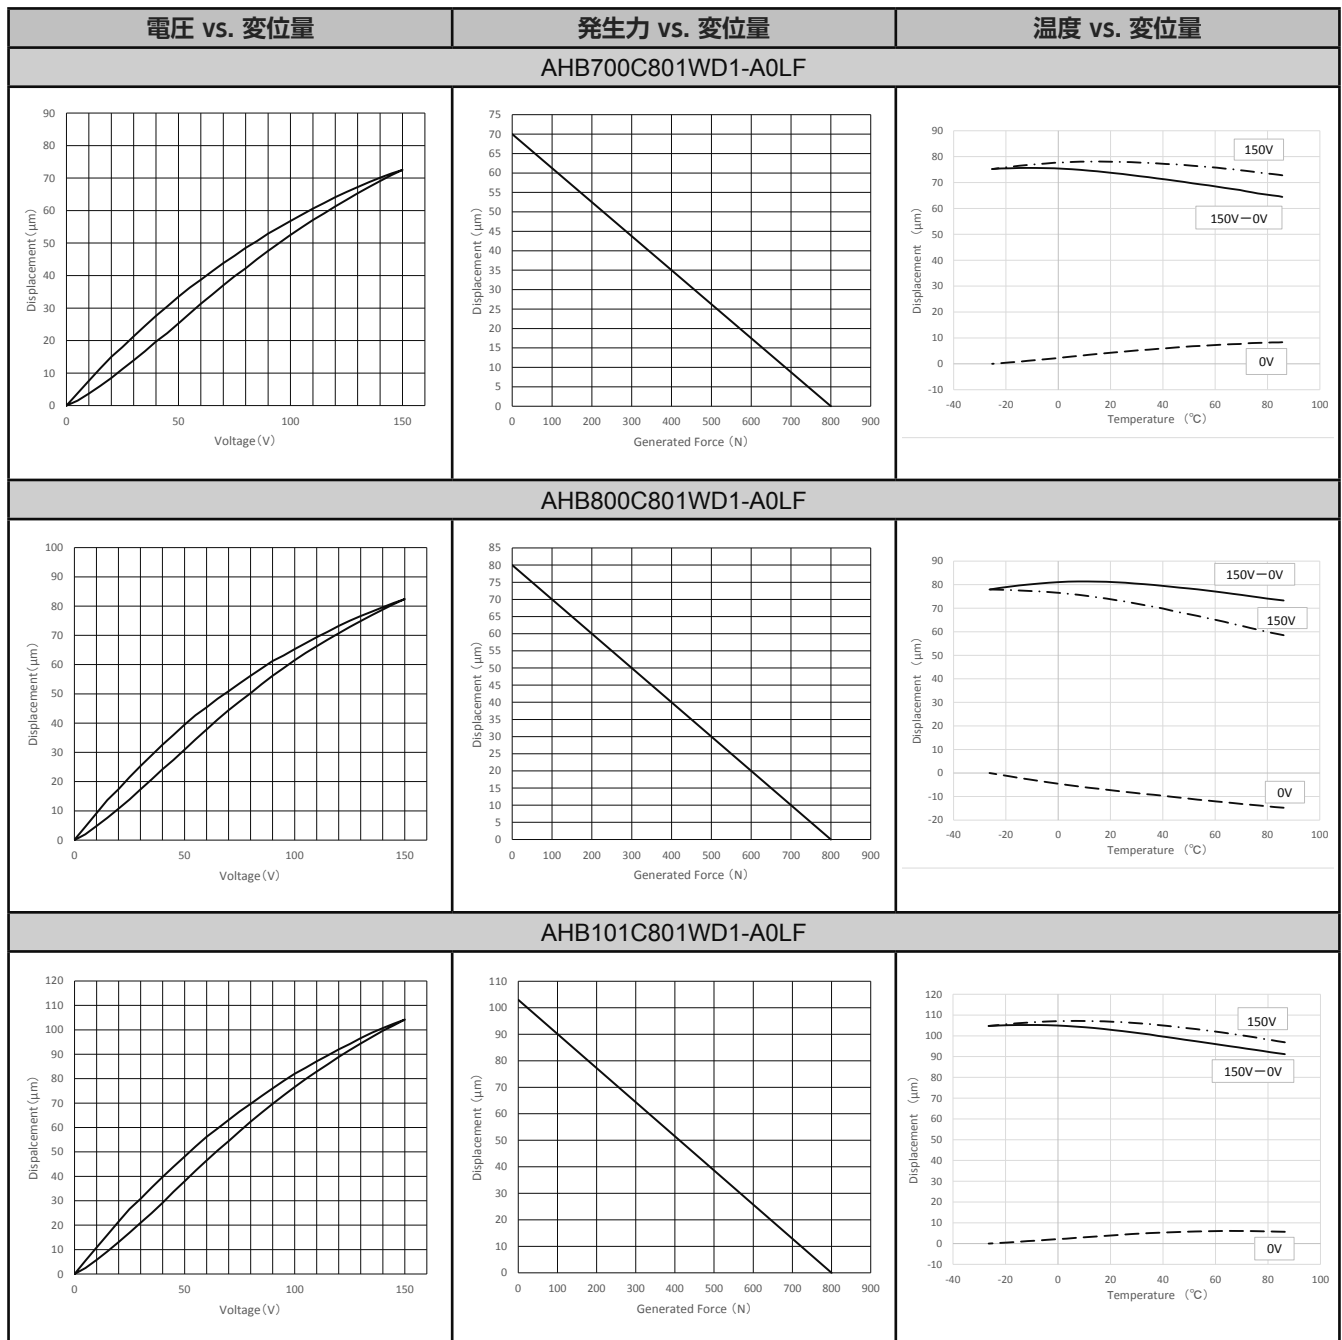 電圧 vs. 変位量 発生力 vs. 変位量 温度 vs. 変位量
AHB700C801WD1-A0LF
90
80
70
60
50
40
30
20
10
0
Displacement(μm)
0 50 100 150
Voltage(V)
75
70
65
60
55
50
45
40
35
30
25
20
15
10
5
0
Displacement (μm)
0 100 200 300 400 500 600 700 800 900
Generated Force (N)
90
80
70
60
50
40
30
20
10
0
-10
Displacement (μm)
150V
150V－0V
0V
-40 -20 0 20 40 60 80 100
Temperature (℃)
AHB800C801WD1-A0LF
100
90
80
70
60
50
40
30
20
10
0
Displacement(μm)
0 50 100 150
Voltage(V)
85
80
75
70
65
60
55
50
45
40
35
30
25
20
15
10
5
0
Displacement (μm)
0 100 200 300 400 500 600 700 800 900
Generated Force (N)
90
80
70
60
50
40
30
20
10
0
-10
-20
Displacement (μm)
150V－0V
150V
0V
-40 -20 0 20 40 60 80 100
Temperature (℃)
AHB101C801WD1-A0LF
120
110
100
90
80
70
60
50
40
30
20
10
0
Dispalcement(μm)
0 50 100 150
Voltage(V)
110
100
90
80
70
60
50
40
30
20
10
0
Displacement (μm)
0 100 200 300 400 500 600 700 800 900
Generated Force (N)
120
110
100
90
80
70
60
50
40
30
20
10
0
-10
Displacement (μm)
150V
150V－0V
0V
-40 -20 0 20 40 60 80 100
Temperature (℃)